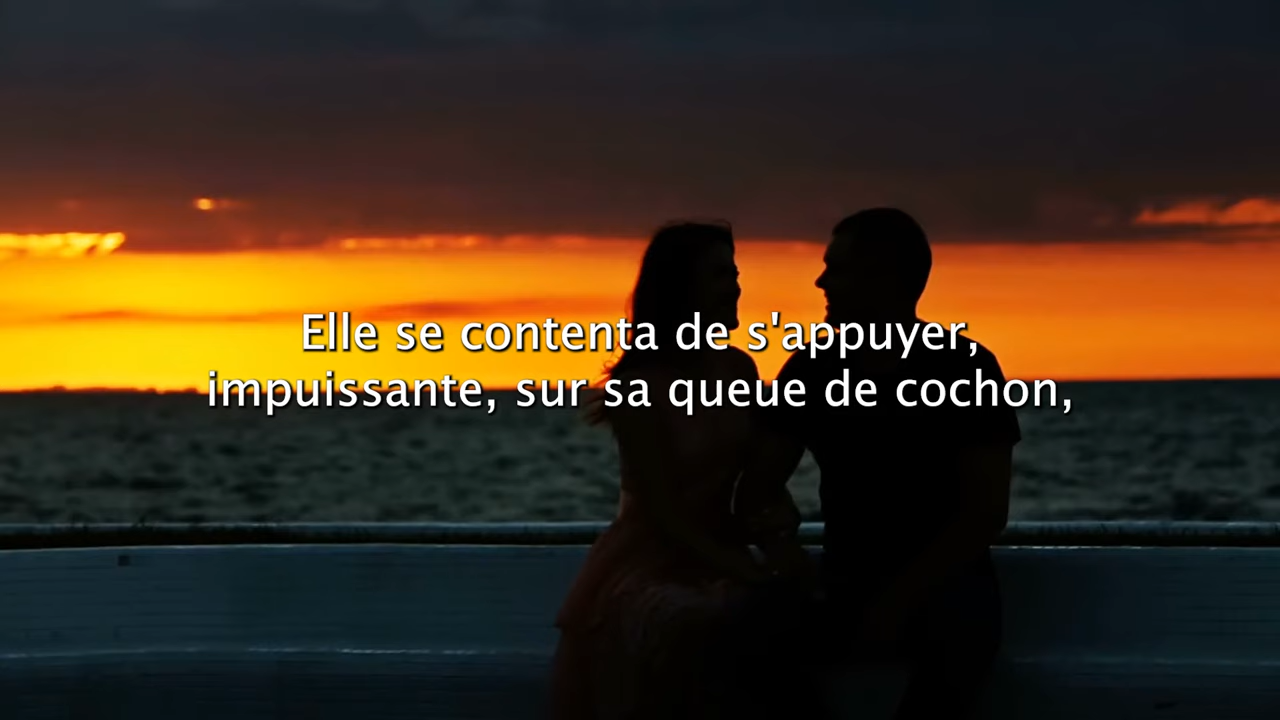 Elle se contenta de s'appuyer,
impuissante, sur sa queue de cochon,